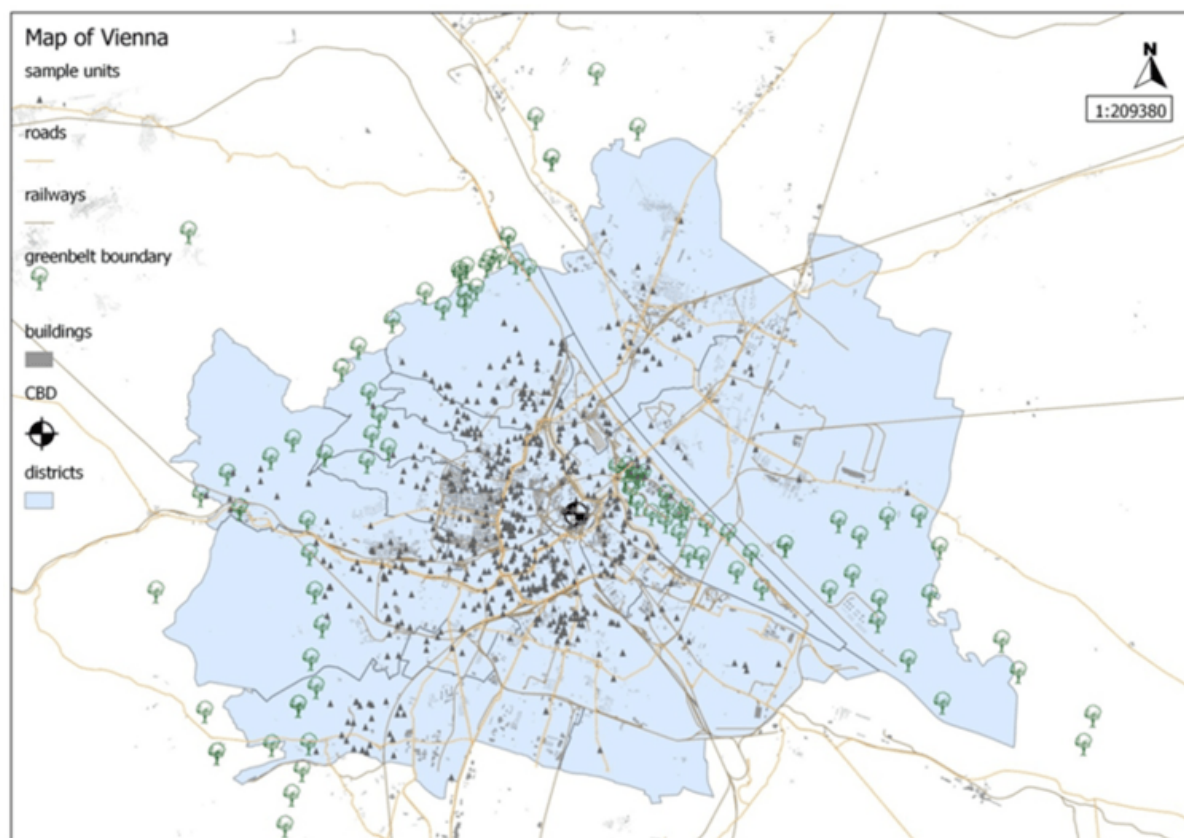 Map of Vienna
sample units
roads
railways
greenbelt boundary
buildings
CBD
districts
N
1:209380